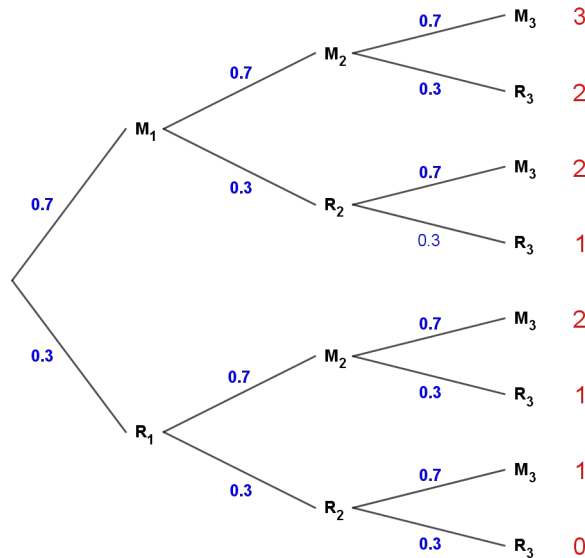 0.7 M₃ 3
0.7 M₂
0.3 R₃ 2
M₁
0.7 M₃ 2
0.3 R₂
0.3 R₃ 1
0.7
0.7 M₃ 2
0.3
0.7 M₂
0.3 R₃ 1
R₁
0.7 M₃ 1
0.3 R₂
0.3 R₃ 0